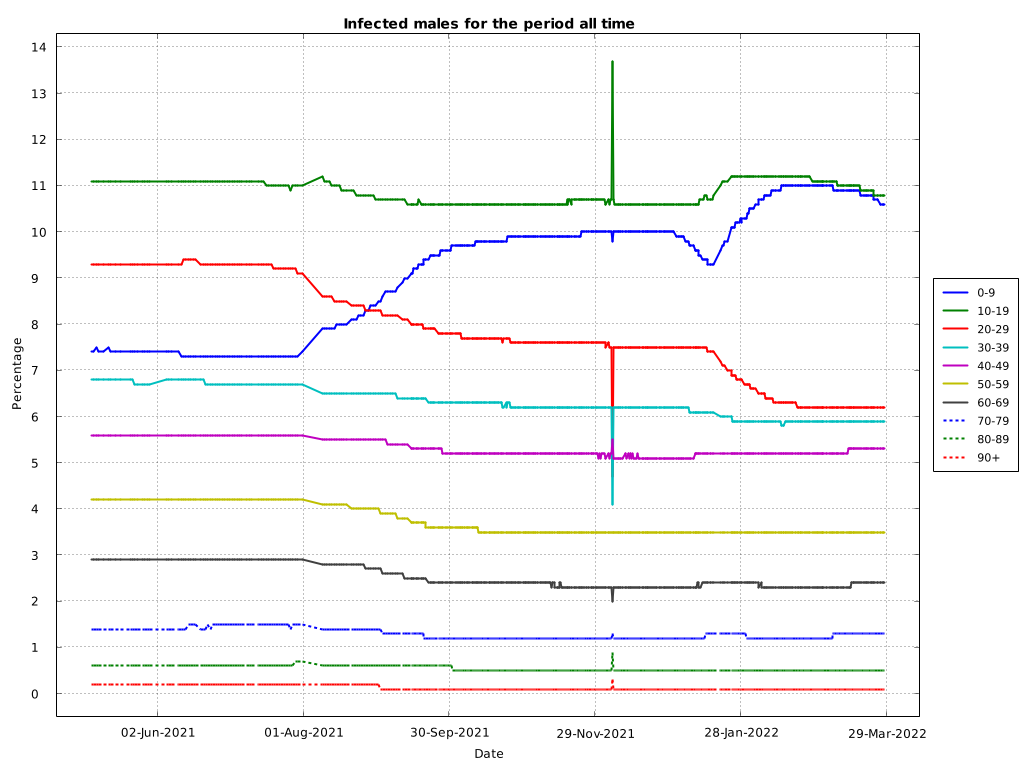 Infected males for the period all time
14
13
12
11
10
9
8
7
6
5
4
3
2
1
0
Percentage
02-Jun-2021
01-Aug-2021
30-Sep-2021
29-Nov-2021
28-Jan-2022
29-Mar-2022
Date
0-9
10-19
20-29
30-39
40-49
50-59
60-69
70-79
80-89
90+